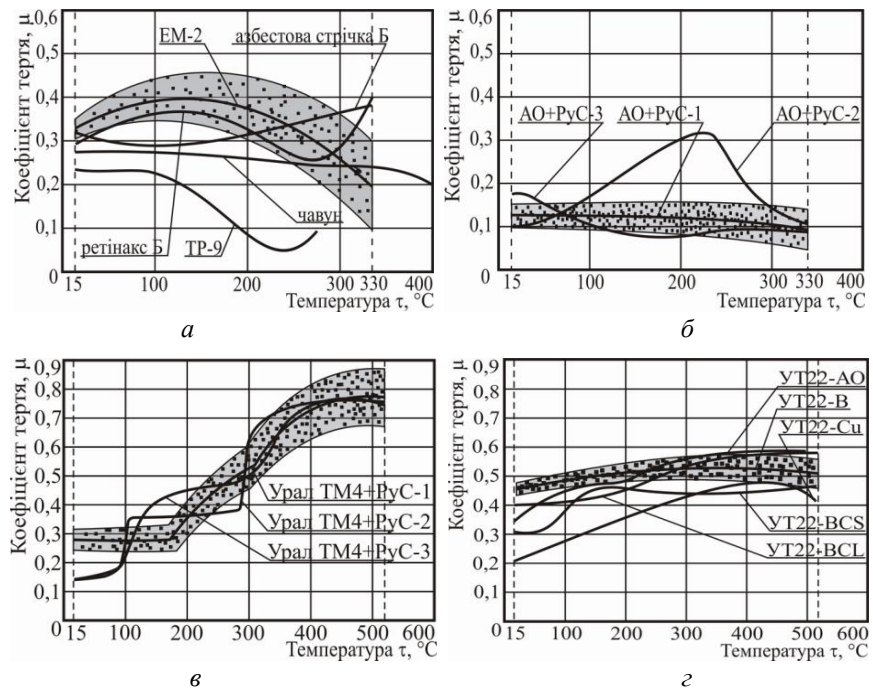 Коефіцієнт тертя, μ
0,6
0,5
0,4
0,3
0,2
0,1
0
ЕМ-2
азбестова стрічка Б
чавун
ретінакс Б
ТР-9
15
100
200
300
330
400
Температура τ, °С
а
Коефіцієнт тертя, μ
0,6
0,5
0,4
0,3
0,2
0,1
0
АО+РуС-3
АО+РуС-1
АО+РуС-2
15
100
200
300
330
400
Температура τ, °С
б
Коефіцієнт тертя, μ
0,9
0,8
0,7
0,6
0,5
0,4
0,3
0,2
0,1
0
Урал ТМ4+РуС-1
Урал ТМ4+РуС-2
Урал ТМ4+РуС-3
15
100
200
300
400
500
600
Температура τ, °С
в
Коефіцієнт тертя, μ
0,9
0,8
0,7
0,6
0,5
0,4
0,3
0,2
0,1
0
УТ22-АО
УТ22-В
УТ22-Cu
УТ22-BCS
УТ22-BCL
15
100
200
300
400
500
600
Температура τ, °С
г